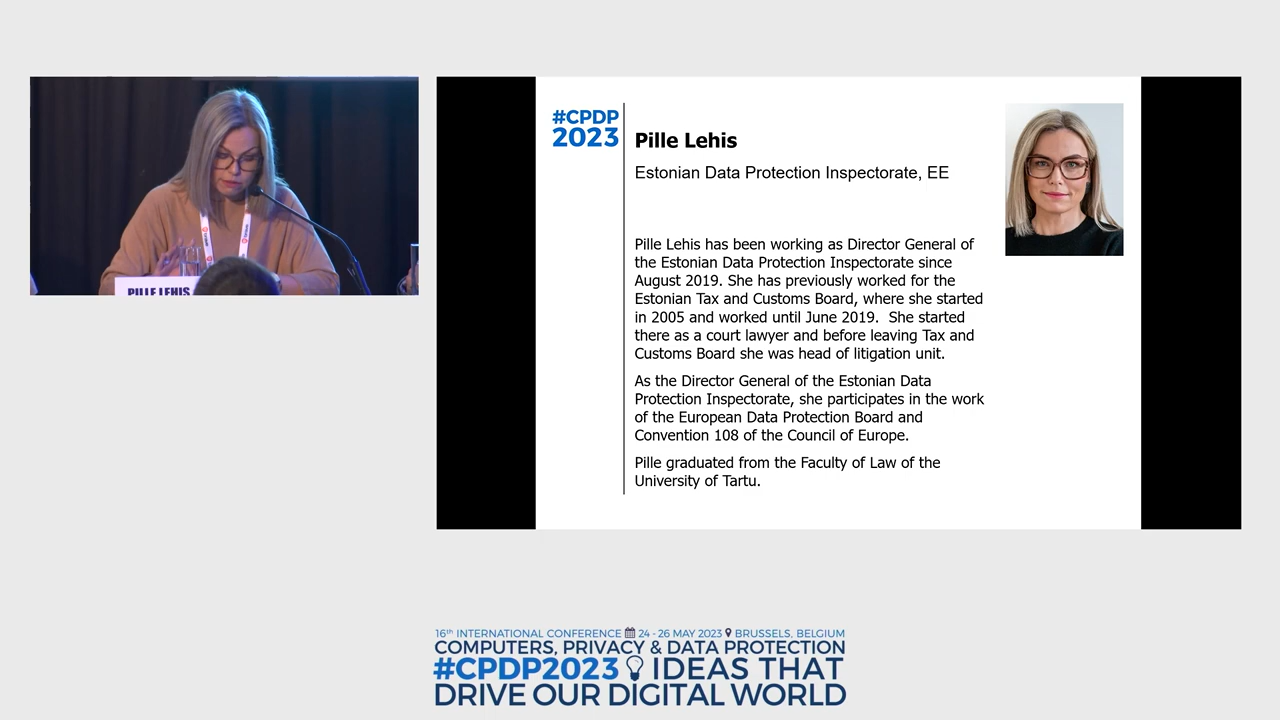 PILLE LEHIS
#CPDP
2023
Pille Lehis
Estonian Data Protection Inspectorate, EE
Pille Lehis has been working as Director General of
the Estonian Data Protection Inspectorate since
August 2019. She has previously worked for the
Estonian Tax and Customs Board, where she started
in 2005 and worked until June 2019.  She started
there as a court lawyer and before leaving Tax and
Customs Board she was head of litigation unit.
As the Director General of the Estonian Data
Protection Inspectorate, she participates in the work
of the European Data Protection Board and
Convention 108 of the Council of Europe.
Pille graduated from the Faculty of Law of the
University of Tartu.
16th INTERNATIONAL CONFERENCE 24 - 26 MAY 2023 BRUSSELS, BELGIUM
COMPUTERS, PRIVACY & DATA PROTECTION
#CPDP2023 IDEAS THAT
DRIVE OUR DIGITAL WORLD